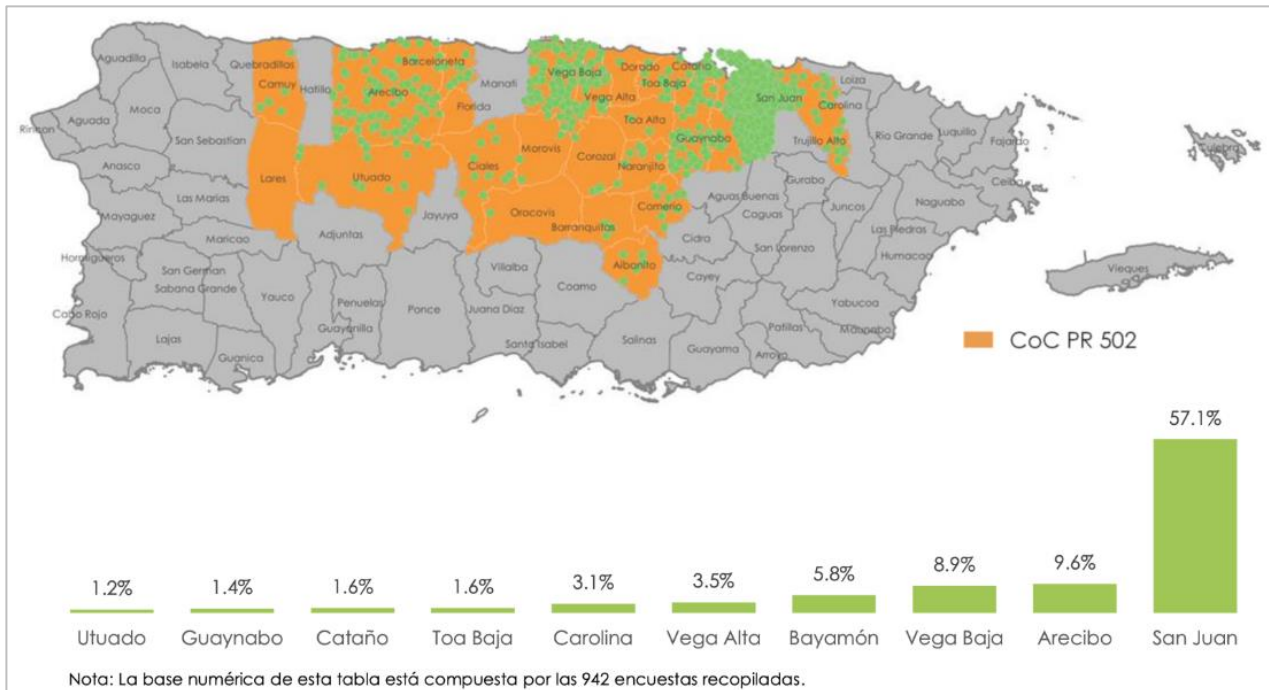 Aguadilla
Isabela
Quebradillas
Camuy
Hatillo
Arecibo
Barceloneta
Manati
Vega Baja
Dorado
Cataño
Toa Baja
San Juan
Loiza
Carolina
Moca
Aguada
Rincon
San Sebastian
Florida
Vega Alta
Toa Alta
Guaynabo
Trujillo Alto
Rio Grande
Luquillo
Fajardo
Culebra
Anasco
Lares
Utuado
Ciales
Morovis
Corozal
Naranjito
Aguas Buenas
Gurabo
Ceiba
Las Marias
Mayaguez
Jayuya
Orocovis
Barranquitas
Comerio
Caguas
Juncos
Naguabo
Maricao
Adjuntas
Cidra
San Lorenzo
Las Piedras
Humacao
Hormigueros
San German
Sabana Grande
Yauco
Penuelas
Villalba
Aibonito
Cayey
Vieques
Cabo Rojo
Guayanilla
Ponce
Juana Diaz
Coamo
Yabucoa
Lajas
Guanica
Santa Isabel
Salinas
Guayama
Patillas
Maunabo
Arroyo
CoC PR 502
57.1%
1.2%
1.4%
1.6%
1.6%
3.1%
3.5%
5.8%
8.9%
9.6%
Utuado
Guaynabo
Cataño
Toa Baja
Carolina
Vega Alta
Bayamón
Vega Baja
Arecibo
San Juan
Nota: La base numérica de esta tabla está compuesta por las 942 encuestas recopiladas.